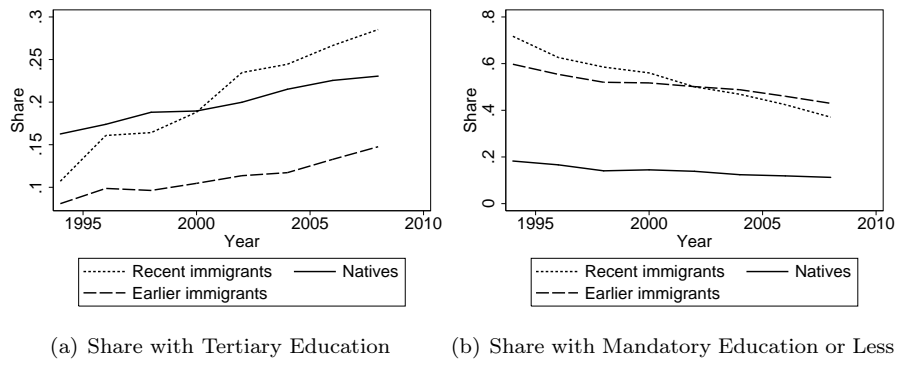 .3
.25
.2
.15
.1
Share
1995 2000 2005 2010
Year
Recent immigrants Natives
Earlier immigrants
(a) Share with Tertiary Education
.8
.6
.4
.2
0
Share
1995 2000 2005 2010
Year
Recent immigrants Natives
Earlier immigrants
(b) Share with Mandatory Education or Less